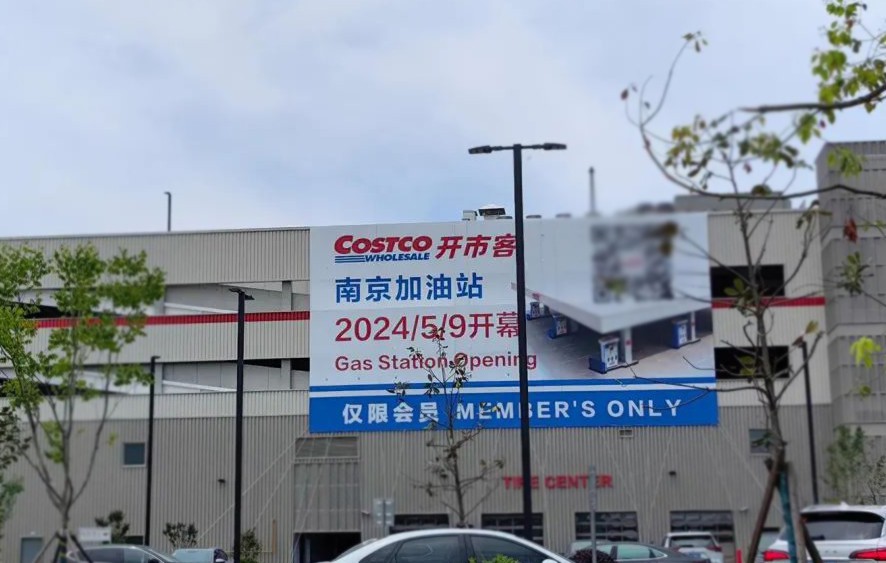 COSTCO 开市客
WHOLESALE
南京加油站
2024/5/9开幕
Gas Station Opening
仅限会员 MEMBER'S ONLY
TIRE CENTER